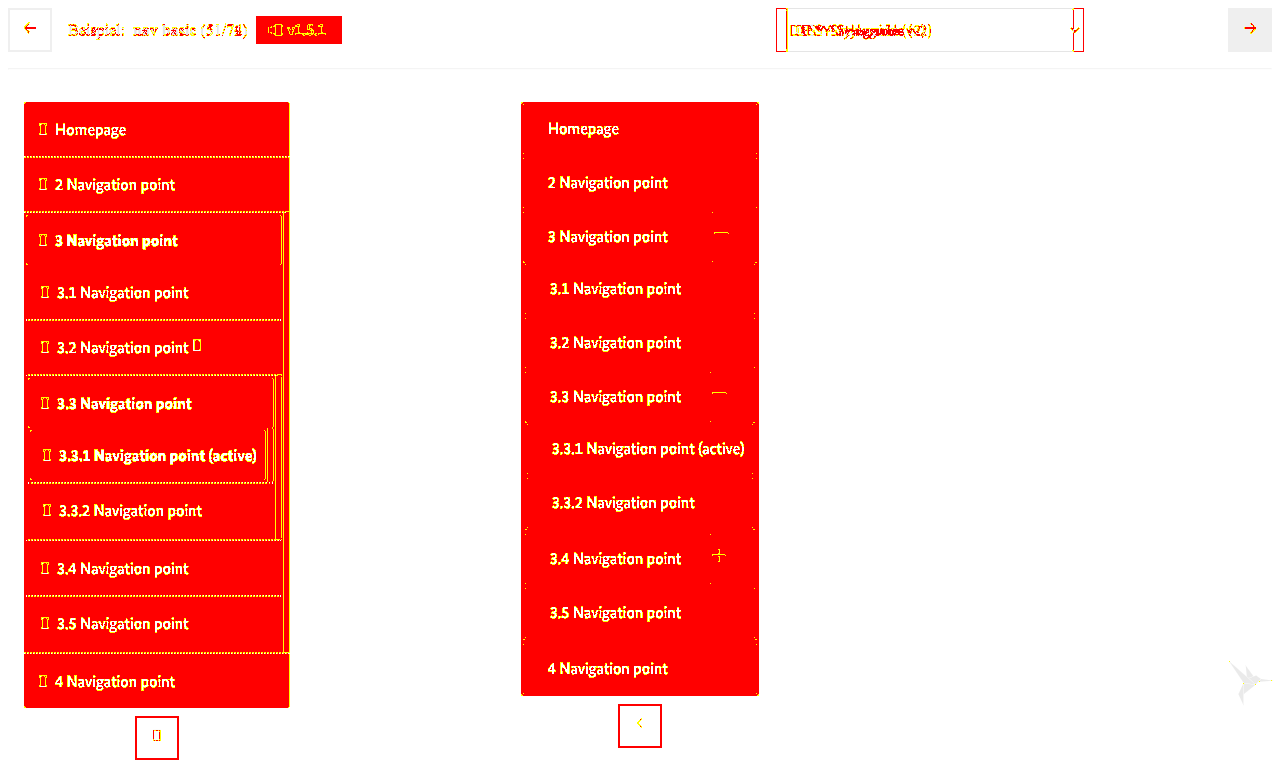 Beispiel: nav basic (51/78) v1.5.1
Homepage
2 Navigation point
3 Navigation point
3.1 Navigation point
3.2 Navigation point
3.3 Navigation point
3.3.1 Navigation point (active)
3.3.2 Navigation point
3.4 Navigation point
3.5 Navigation point
4 Navigation point
Homepage
2 Navigation point
3 Navigation point
3.1 Navigation point
3.2 Navigation point
3.3 Navigation point
3.3.1 Navigation point (active)
3.3.2 Navigation point
3.4 Navigation point
3.5 Navigation point
4 Navigation point